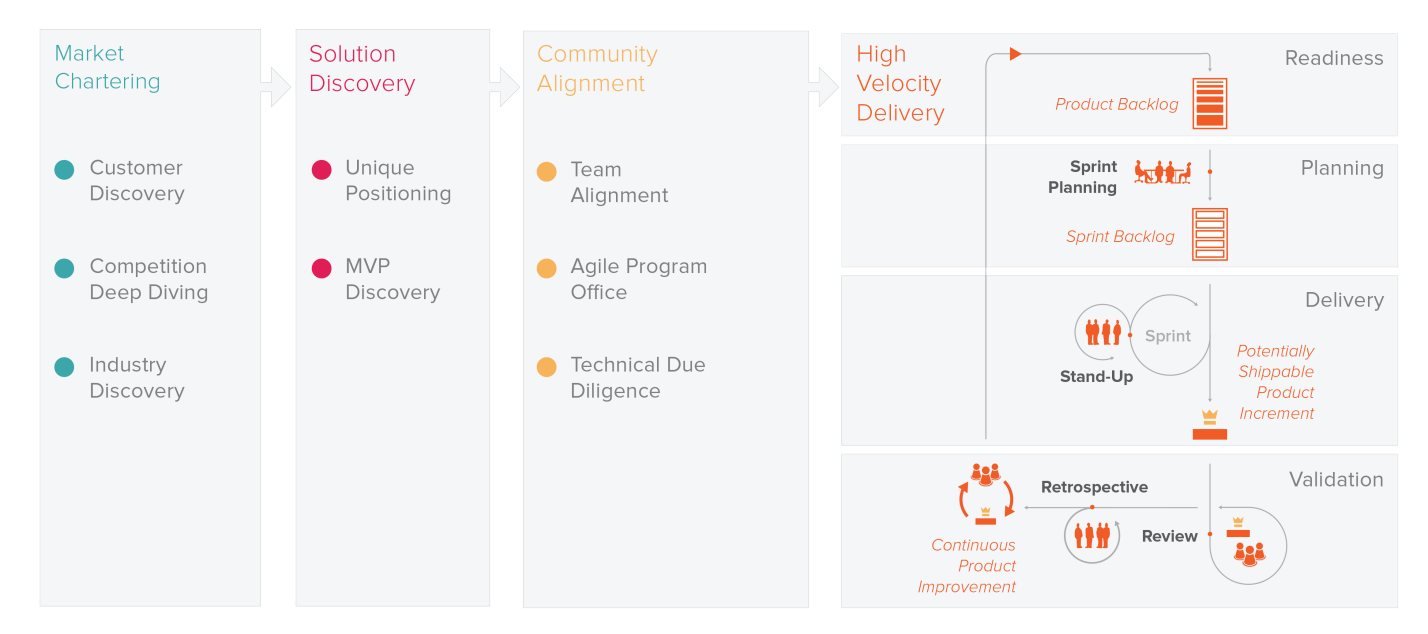 Market
Chartering
Customer
Discovery
Competition
Deep Diving
Industry
Discovery
Solution
Discovery
Unique
Positioning
MVP
Discovery
Community
Alignment
Team
Alignment
Agile Program
Office
Technical Due
Diligence
High
Velocity
Delivery
Readiness
Product Backlog
Planning
Sprint
Planning
Sprint Backlog
Delivery
Sprint
Stand-Up
Potentially
Shippable
Product
Increment
Validation
Retrospective
Review
Continuous
Product
Improvement